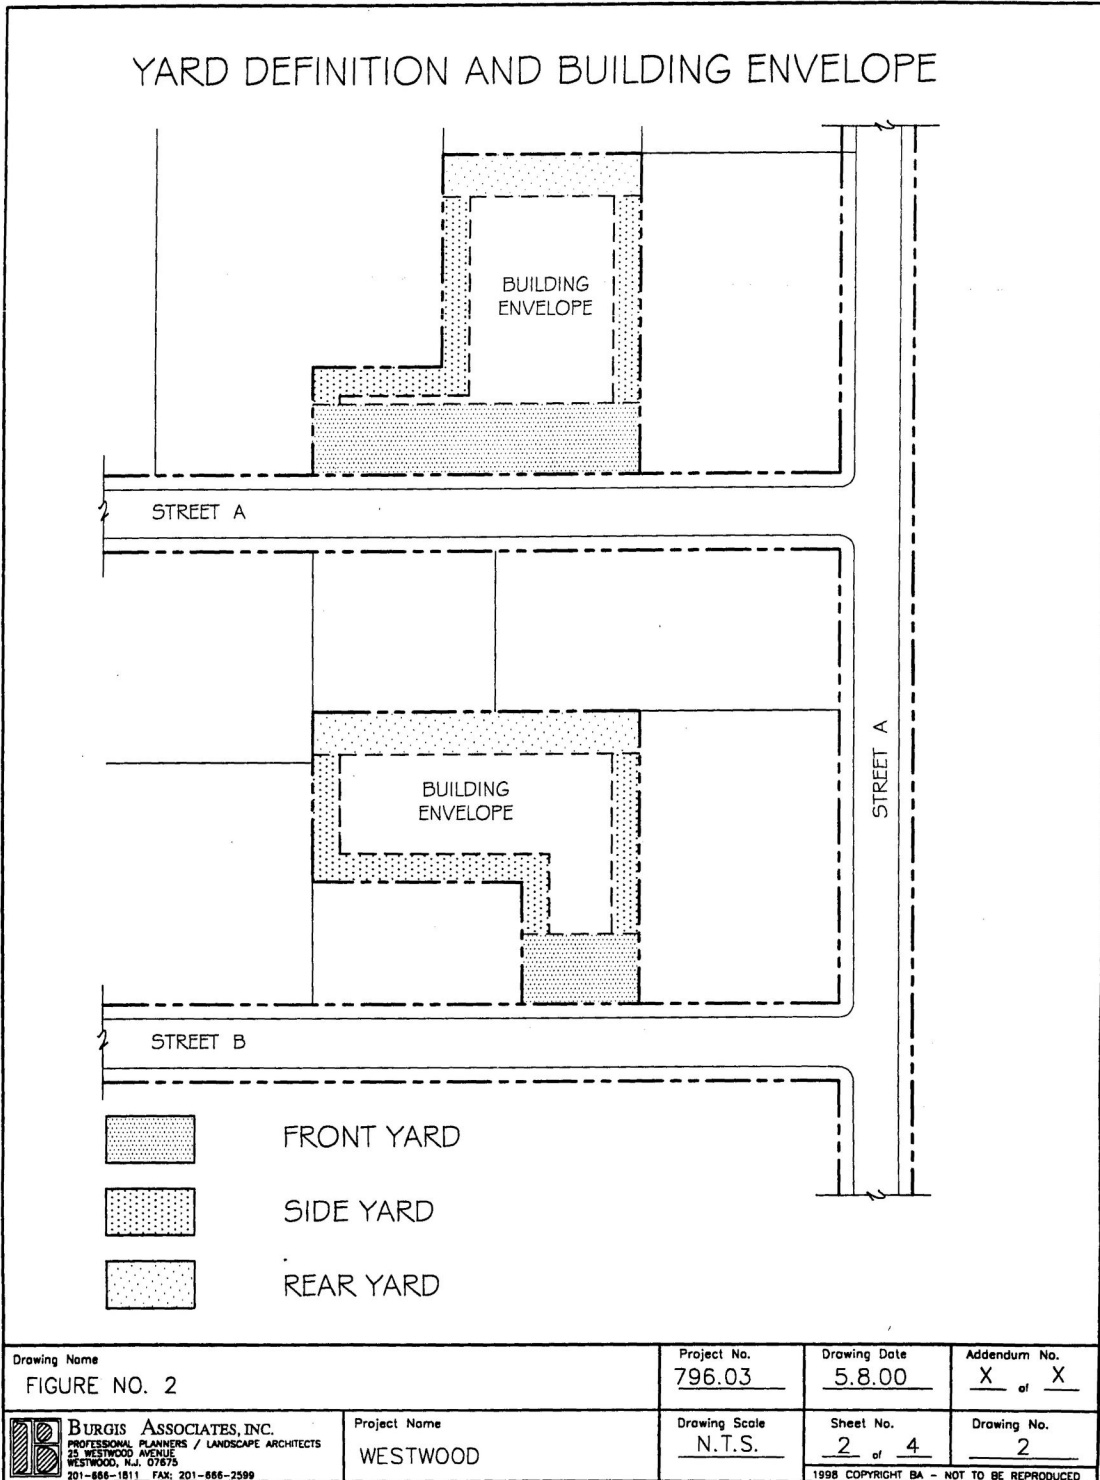 YARD DEFINITION AND BUILDING ENVELOPE
BUILDING
ENVELOPE
STREET A
STREET A
BUILDING
ENVELOPE
STREET B
FRONT YARD
SIDE YARD
REAR YARD
Drawing Name
FIGURE NO. 2
Project No.
796.03
Drawing Date
5.8.00
Addendum No.
X of X
BURGIS ASSOCIATES, INC.
PROFESSIONAL PLANNERS / LANDSCAPE ARCHITECTS
25 WESTWOOD AVENUE
WESTWOOD, N.J. 07675
201-666-1811 FAX: 201-666-2599
Project Name
WESTWOOD
Drawing Scale
N.T.S.
Sheet No.
2 of 4
Drawing No.
2
1998 COPYRIGHT BA - NOT TO BE REPRODUCED